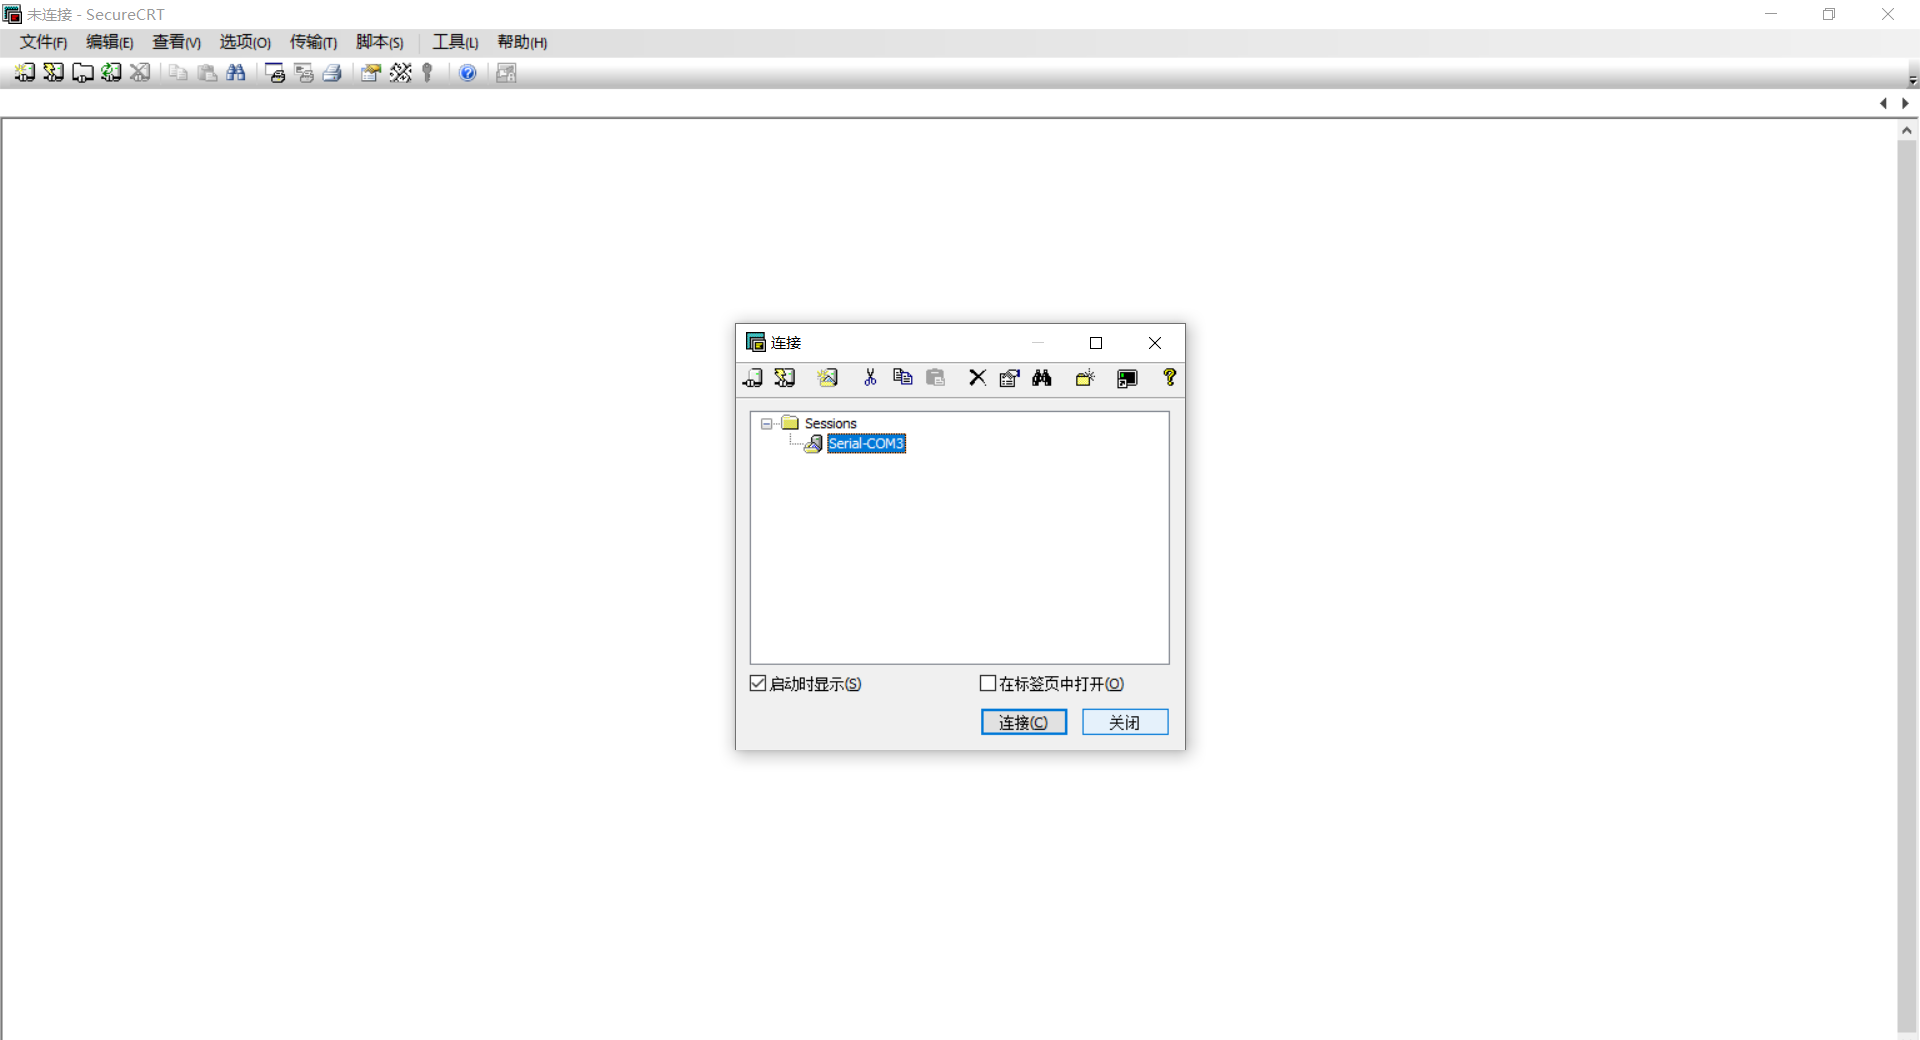 未连接 - SecureCRT
文件(F) 编辑(E) 查看(V) 选项(O) 传输(T) 脚本(S) 工具(L) 帮助(H)
连接
Sessions
Serial-COM3
启动时显示(S) 在标签页中打开(O)
连接(C) 关闭